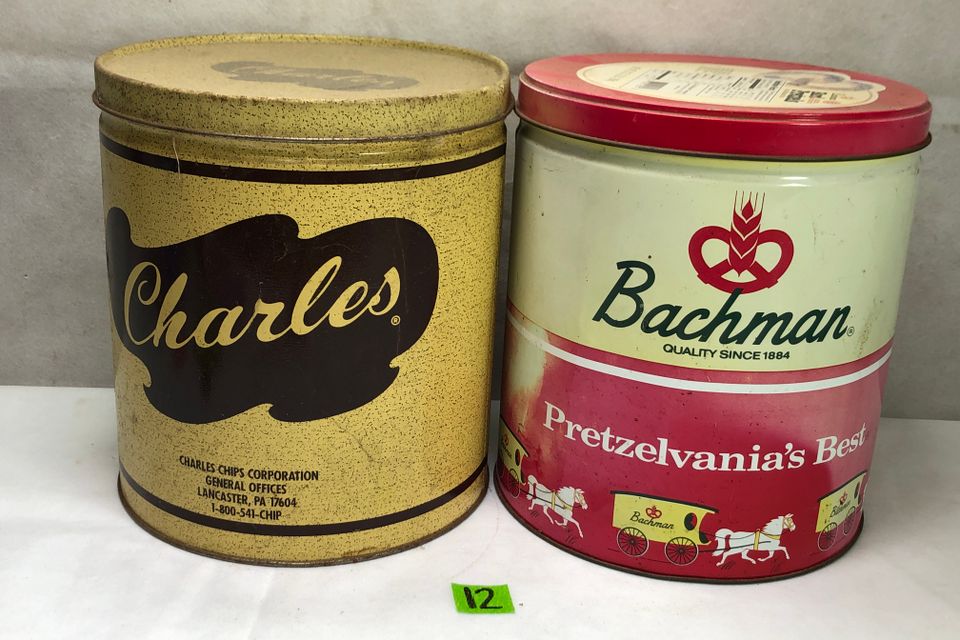 Charles®
CHARLES CHIPS CORPORATION
GENERAL OFFICES
LANCASTER, PA 17604
1-800-541-CHIP
Bachman®
QUALITY SINCE 1884
Pretzelvania's Best
Bachman
12